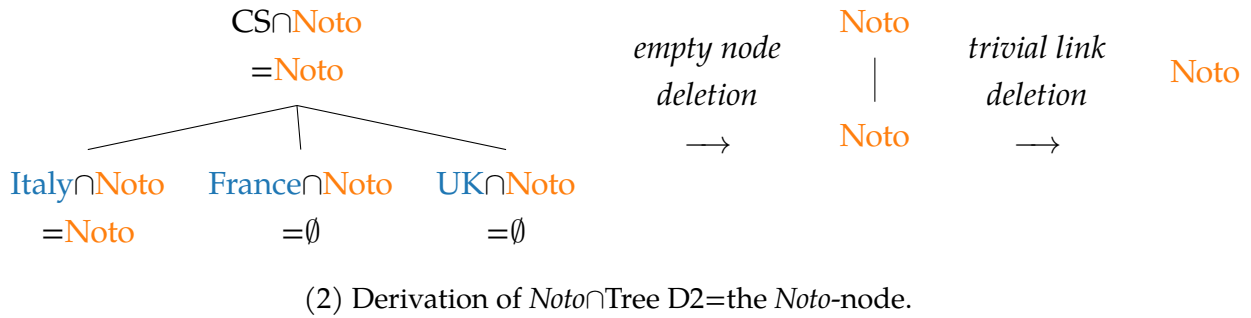 CS∩Noto
=Noto
Italy∩Noto
=Noto
France∩Noto
=∅
UK∩Noto
=∅
empty node
deletion
→
Noto
Noto
trivial link
deletion
→
Noto
(2) Derivation of Noto∩Tree D2=the Noto-node.